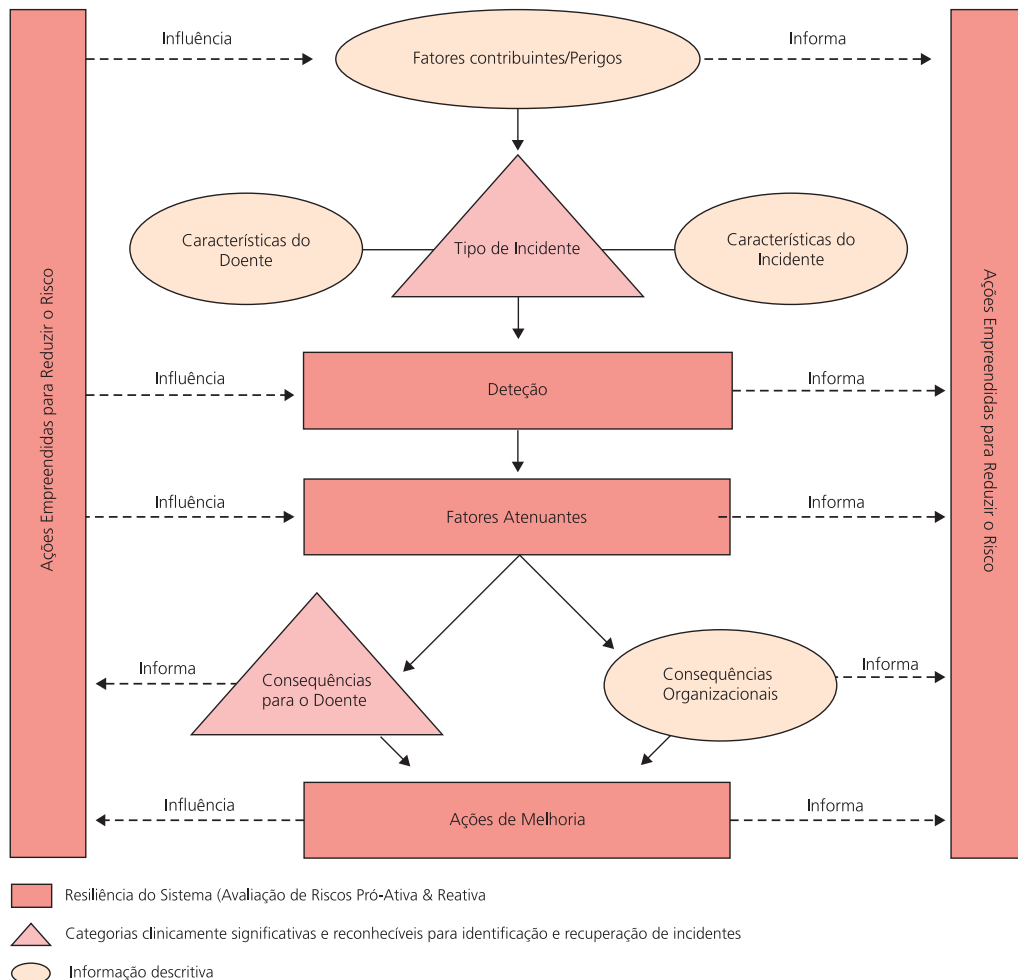 Influência
Fatores contribuintes/Perigos
Informa
Características do
Doente
Tipo de Incidente
Características do
Incidente
Ações Empreendidas para Reduzir o Risco
Ações Empreendidas para Reduzir o Risco
Influência
Deteção
Informa
Influência
Fatores Atenuantes
Informa
Informa
Consequências
para o Doente
Consequências
Organizacionais
Informa
Influência
Ações de Melhoria
Informa
Resiliência do Sistema (Avaliação de Riscos Pró-Ativa & Reativa
Categorias clinicamente significativas e reconhecíveis para identificação e recuperação de incidentes
Informação descritiva